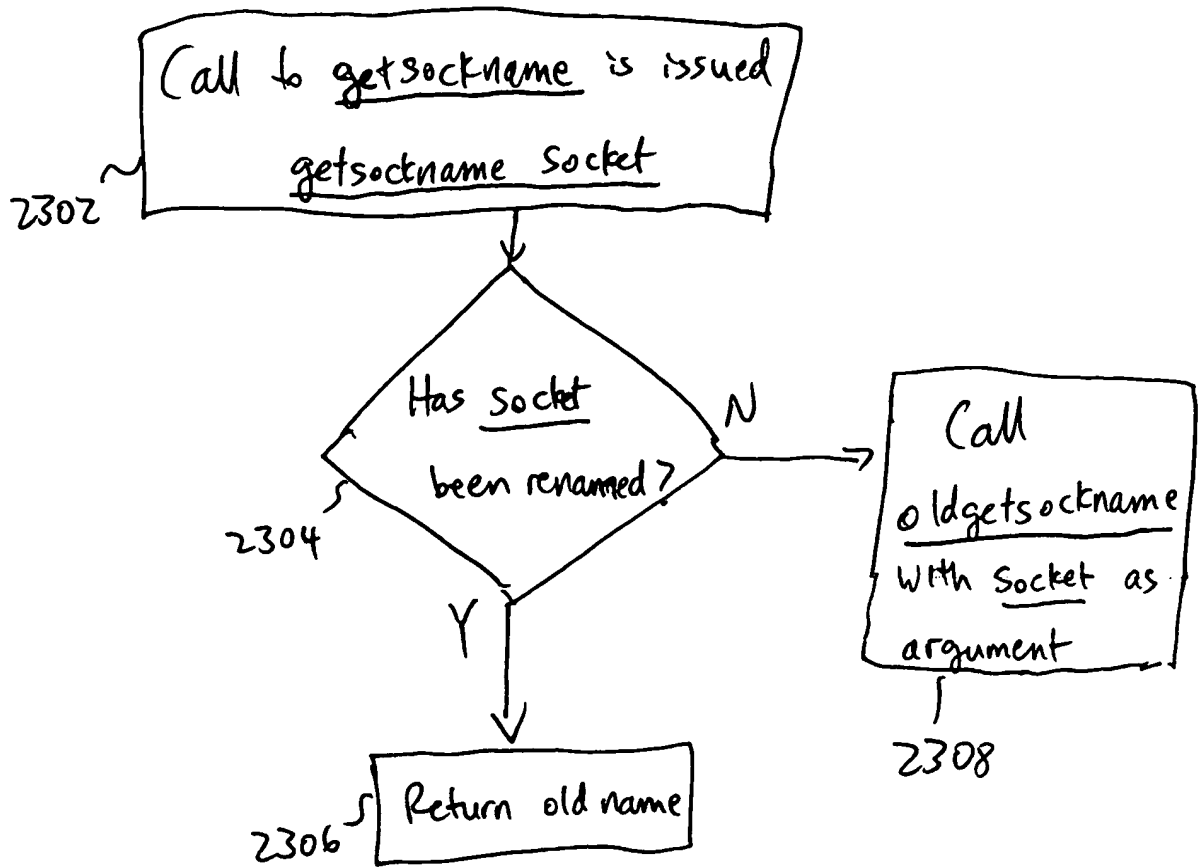 Call to getsockname is issued
getsockname socket
2302
Has socket
been renamed?
N
2304
Y
Call
oldgetsockname
with socket as
argument
2308
Return old name
2306